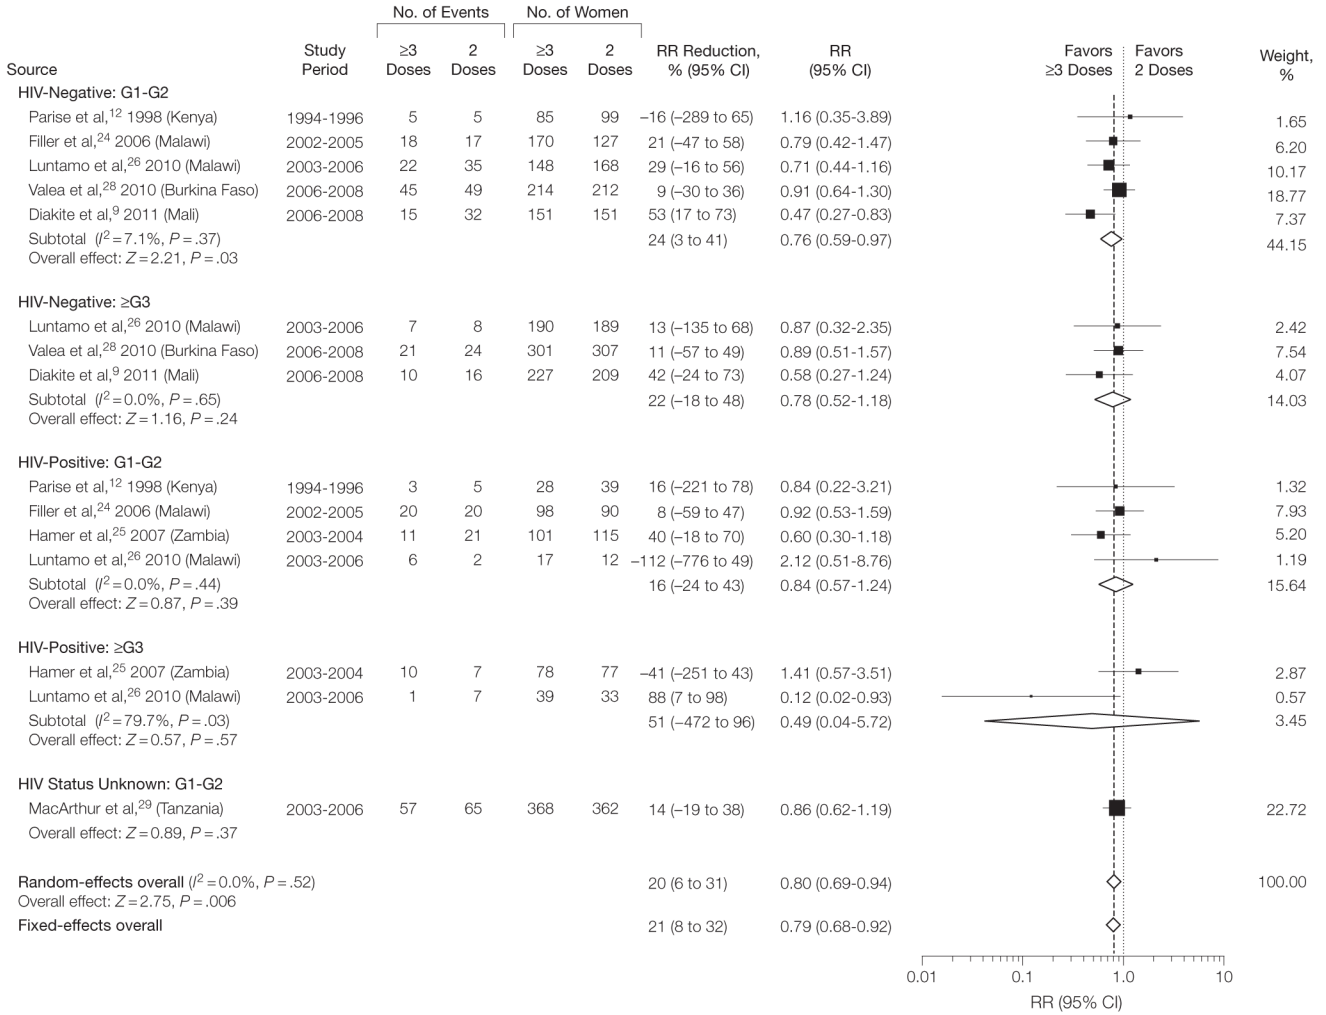 No. of Events No. of Women
Study ≥3 2 ≥3 2 RR Reduction, RR Favors Favors Weight,
Source Period Doses Doses Doses Doses % (95% CI) (95% CI) ≥3 Doses 2 Doses %
HIV-Negative: G1-G2
Parise et al,12 1998 (Kenya) 1994-1996 5 5 85 99 –16 (–289 to 65) 1.16 (0.35-3.89) 1.65
Filler et al,24 2006 (Malawi) 2002-2005 18 17 170 127 21 (–47 to 58) 0.79 (0.42-1.47) 6.20
Luntamo et al,26 2010 (Malawi) 2003-2006 22 35 148 168 29 (–16 to 56) 0.71 (0.44-1.16) 10.17
Valea et al,28 2010 (Burkina Faso) 2006-2008 45 49 214 212 9 (–30 to 36) 0.91 (0.64-1.30) 18.77
Diakite et al,9 2011 (Mali) 2006-2008 15 32 151 151 53 (17 to 73) 0.47 (0.27-0.83) 7.37
Subtotal (I2=7.1%, P=.37) 24 (3 to 41) 0.76 (0.59-0.97) 44.15
Overall effect: Z=2.21, P=.03
HIV-Negative: ≥G3
Luntamo et al,26 2010 (Malawi) 2003-2006 7 8 190 189 13 (–135 to 68) 0.87 (0.32-2.35) 2.42
Valea et al,28 2010 (Burkina Faso) 2006-2008 21 24 301 307 11 (–57 to 49) 0.89 (0.51-1.57) 7.54
Diakite et al,9 2011 (Mali) 2006-2008 10 16 227 209 42 (–24 to 73) 0.58 (0.27-1.24) 4.07
Subtotal (I2=0.0%, P=.65) 22 (–18 to 48) 0.78 (0.52-1.18) 14.03
Overall effect: Z=1.16, P=.24
HIV-Positive: G1-G2
Parise et al,12 1998 (Kenya) 1994-1996 3 5 28 39 16 (–221 to 78) 0.84 (0.22-3.21) 1.32
Filler et al,24 2006 (Malawi) 2002-2005 20 20 98 90 8 (–59 to 47) 0.92 (0.53-1.59) 7.93
Hamer et al,25 2007 (Zambia) 2003-2004 11 21 101 115 40 (–18 to 70) 0.60 (0.30-1.18) 5.20
Luntamo et al,26 2010 (Malawi) 2003-2006 6 2 17 12 –112 (–776 to 49) 2.12 (0.51-8.76) 1.19
Subtotal (I2=0.0%, P=.44) 16 (–24 to 43) 0.84 (0.57-1.24) 15.64
Overall effect: Z=0.87, P=.39
HIV-Positive: ≥G3
Hamer et al,25 2007 (Zambia) 2003-2004 10 7 78 77 –41 (–251 to 43) 1.41 (0.57-3.51) 2.87
Luntamo et al,26 2010 (Malawi) 2003-2006 1 7 39 33 88 (7 to 98) 0.12 (0.02-0.93) 0.57
Subtotal (I2=79.7%, P=.03) 51 (–472 to 96) 0.49 (0.04-5.72) 3.45
Overall effect: Z=0.57, P=.57
HIV Status Unknown: G1-G2
MacArthur et al,29 (Tanzania) 2003-2006 57 65 368 362 14 (–19 to 38) 0.86 (0.62-1.19) 22.72
Overall effect: Z=0.89, P=.37
Random-effects overall (I2=0.0%, P=.52) 20 (6 to 31) 0.80 (0.69-0.94) 100.00
Overall effect: Z=2.75, P=.006
Fixed-effects overall 21 (8 to 32) 0.79 (0.68-0.92)
0.01 0.1 1.0 10
RR (95% CI)